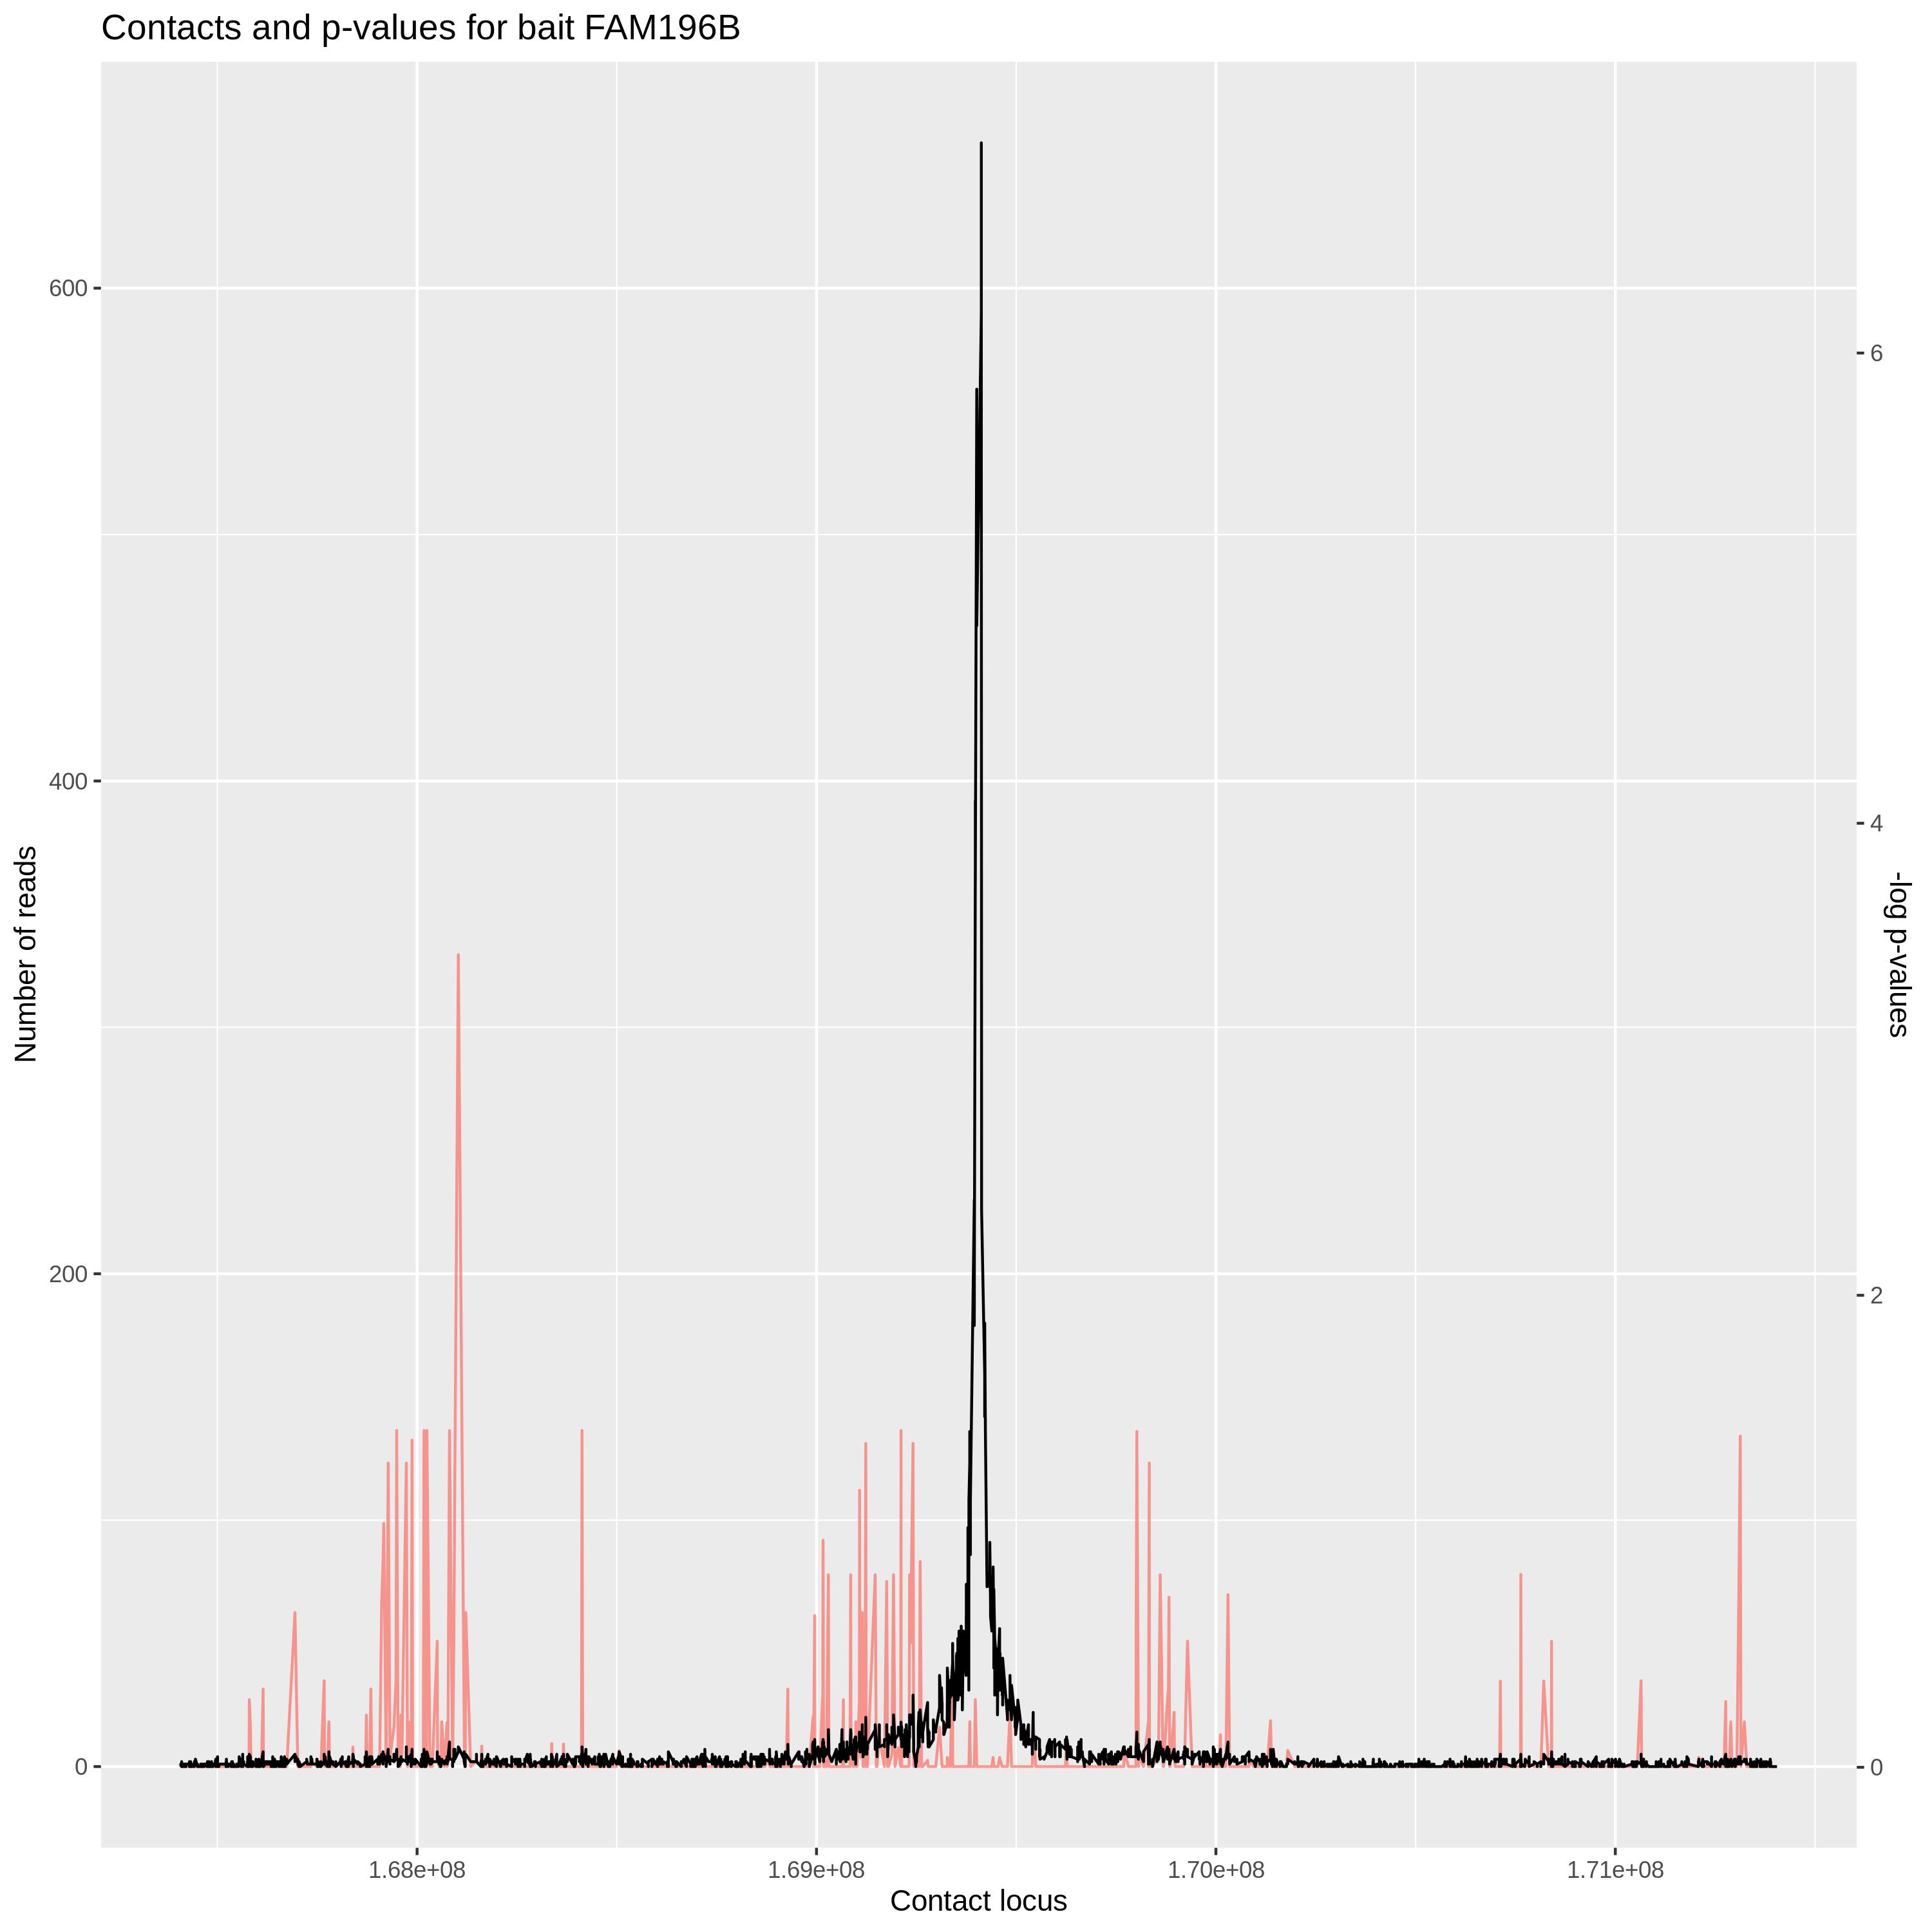 Contacts and p-values for bait FAM196B
600
400
200
0
6
4
2
0
Number of reads
-log p-values
1.68e+08
1.69e+08
1.70e+08
1.71e+08
Contact locus